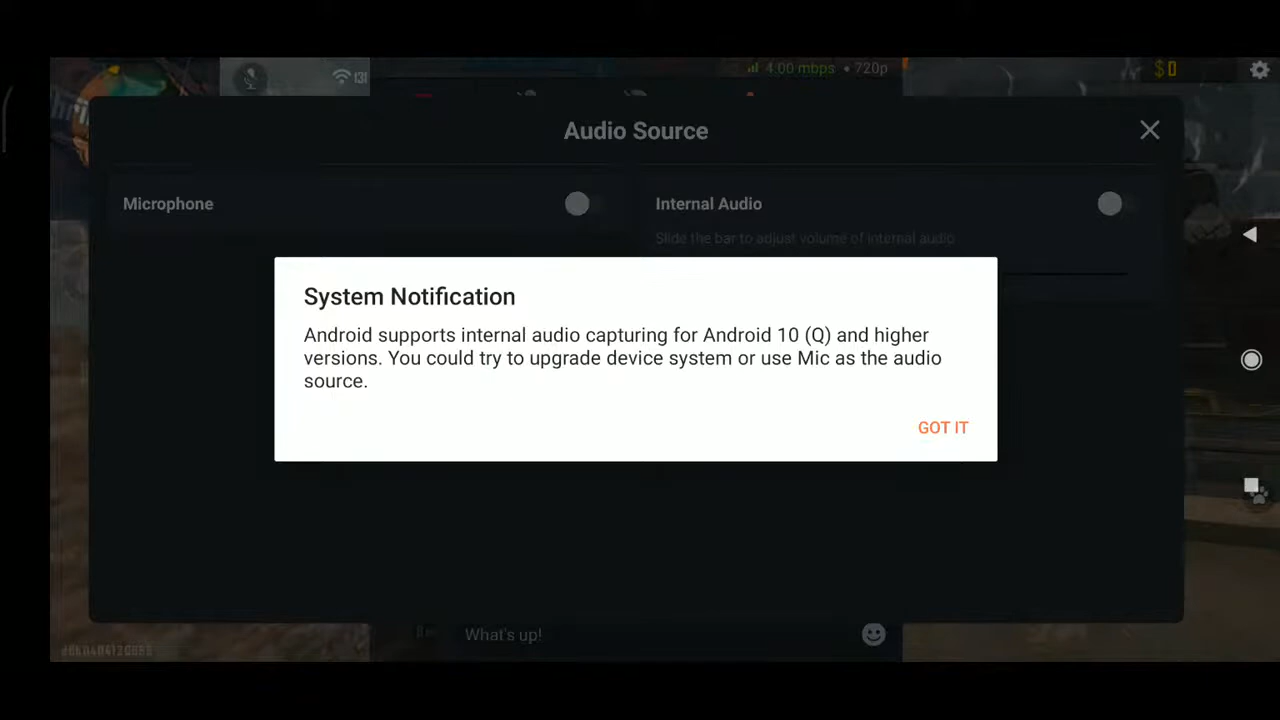 4.00 mbps • 720p
$0
Audio Source
Microphone
Internal Audio
Slide the bar to adjust volume of internal audio
System Notification
Android supports internal audio capturing for Android 10 (Q) and higher
versions. You could try to upgrade device system or use Mic as the audio
source.
GOT IT
What's up!